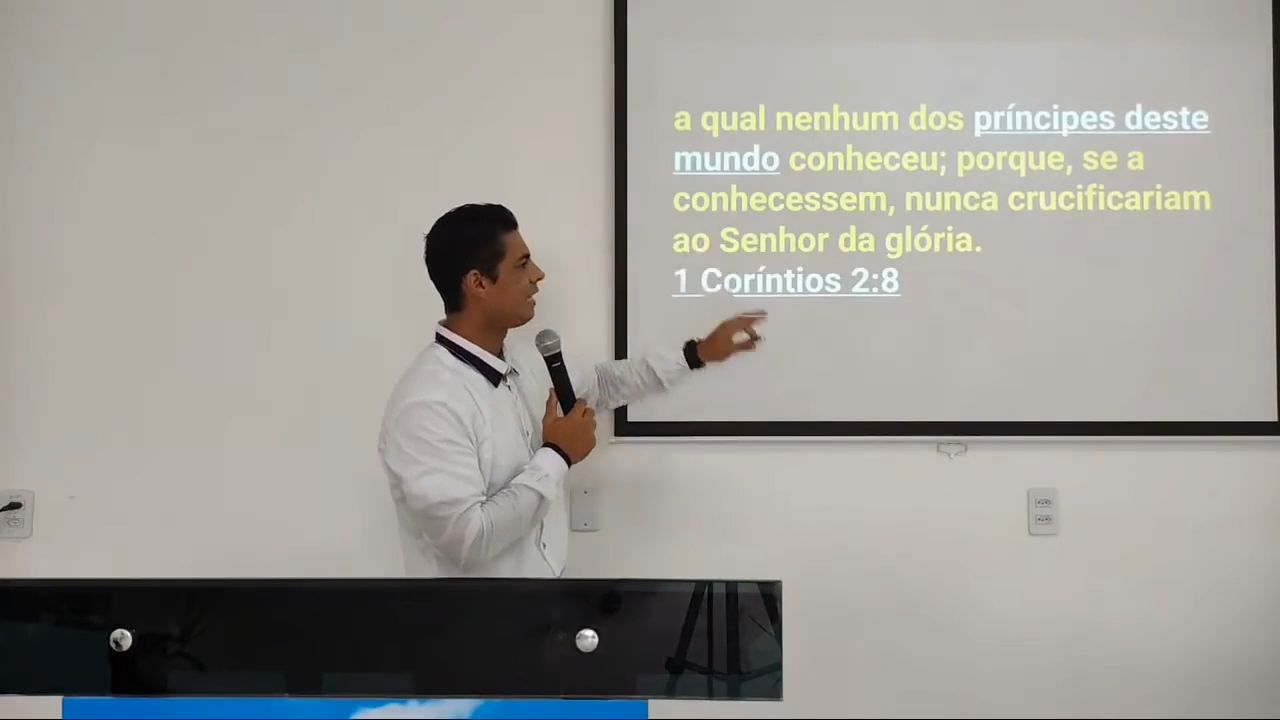 a qual nenhum dos príncipes deste
mundo conheceu; porque, se a
conhecessem, nunca crucificariam
ao Senhor da glória.
1 Coríntios 2:8